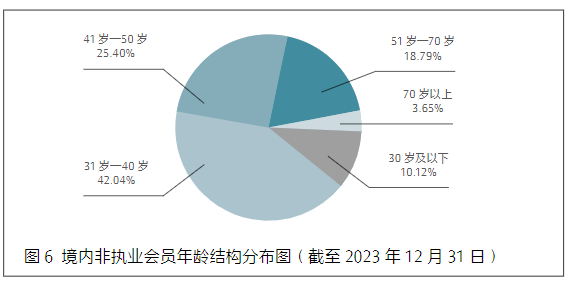 41 岁—50 岁
25.40%
51 岁—70 岁
18.79%
70 岁以上
3.65%
31 岁—40 岁
42.04%
30 岁及以下
10.12%
图 6 境内非执业会员年龄结构分布图（截至 2023 年 12 月 31 日）